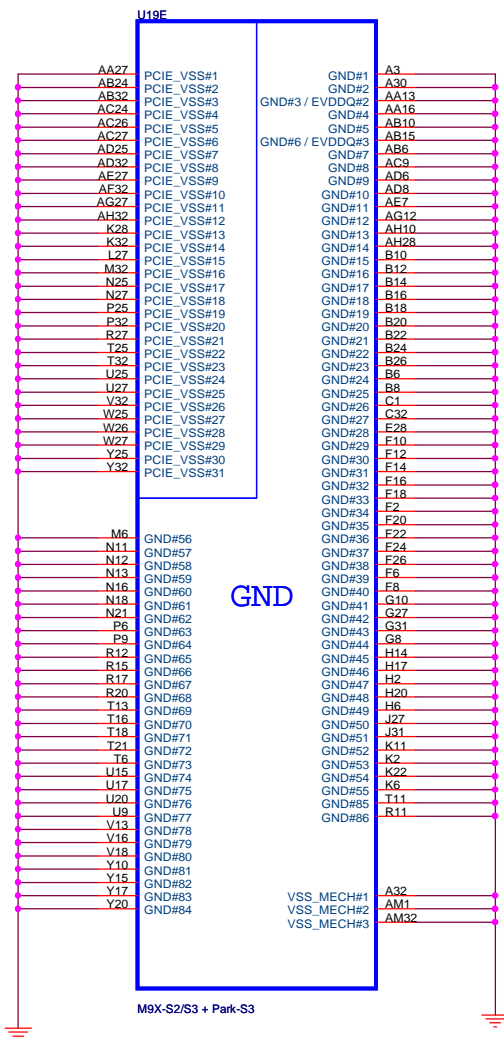 U19E
AA27 PCIE_VSS#1
AB24 PCIE_VSS#2
AB32 PCIE_VSS#3
AC24 PCIE_VSS#4
AC26 PCIE_VSS#5
AC27 PCIE_VSS#6
AD25 PCIE_VSS#7
AD32 PCIE_VSS#8
AE27 PCIE_VSS#9
AF32 PCIE_VSS#10
AG27 PCIE_VSS#11
AH32 PCIE_VSS#12
K28 PCIE_VSS#13
K32 PCIE_VSS#14
L27 PCIE_VSS#15
M32 PCIE_VSS#16
N25 PCIE_VSS#17
N27 PCIE_VSS#18
P25 PCIE_VSS#19
P32 PCIE_VSS#20
R27 PCIE_VSS#21
T25 PCIE_VSS#22
T32 PCIE_VSS#23
U25 PCIE_VSS#24
U27 PCIE_VSS#25
V32 PCIE_VSS#26
W25 PCIE_VSS#27
W26 PCIE_VSS#28
W27 PCIE_VSS#29
Y25 PCIE_VSS#30
Y32 PCIE_VSS#31
M6 GND#56
N11 GND#57
N12 GND#58
N13 GND#59
N16 GND#60
N18 GND#61
N21 GND#62
P6 GND#63
P9 GND#64
R12 GND#65
R15 GND#66
R17 GND#67
R20 GND#68
T13 GND#69
T16 GND#70
T18 GND#71
T21 GND#72
T6 GND#73
U15 GND#74
U17 GND#75
U20 GND#76
U9 GND#77
V13 GND#78
V16 GND#79
V18 GND#80
Y10 GND#81
Y15 GND#82
Y17 GND#83
Y20 GND#84
GND
GND#1 A3
GND#2 A30
GND#3 / EVDDQ#2 AA13
GND#4 AA16
GND#5 AB10
GND#6 / EVDDQ#3 AB15
GND#7 AB6
GND#8 AC9
GND#9 AD6
GND#10 AD8
GND#11 AE7
GND#12 AG12
GND#13 AH10
GND#14 AH28
GND#15 B10
GND#16 B12
GND#17 B14
GND#18 B16
GND#19 B18
GND#20 B20
GND#21 B22
GND#22 B24
GND#23 B26
GND#24 B6
GND#25 B8
GND#26 C1
GND#27 C32
GND#28 E28
GND#29 F10
GND#30 F12
GND#31 F14
GND#32 F16
GND#33 F18
GND#34 F2
GND#35 F20
GND#36 F22
GND#37 F24
GND#38 F26
GND#39 F6
GND#40 F8
GND#41 G10
GND#42 G27
GND#43 G31
GND#44 G8
GND#45 H14
GND#46 H17
GND#47 H2
GND#48 H20
GND#49 H6
GND#50 J27
GND#51 J31
GND#52 K11
GND#53 K2
GND#54 K22
GND#55 K6
GND#85 T11
GND#86 R11
VSS_MECH#1 A32
VSS_MECH#2 AM1
VSS_MECH#3 AM32
M9X-S2/S3 + Park-S3